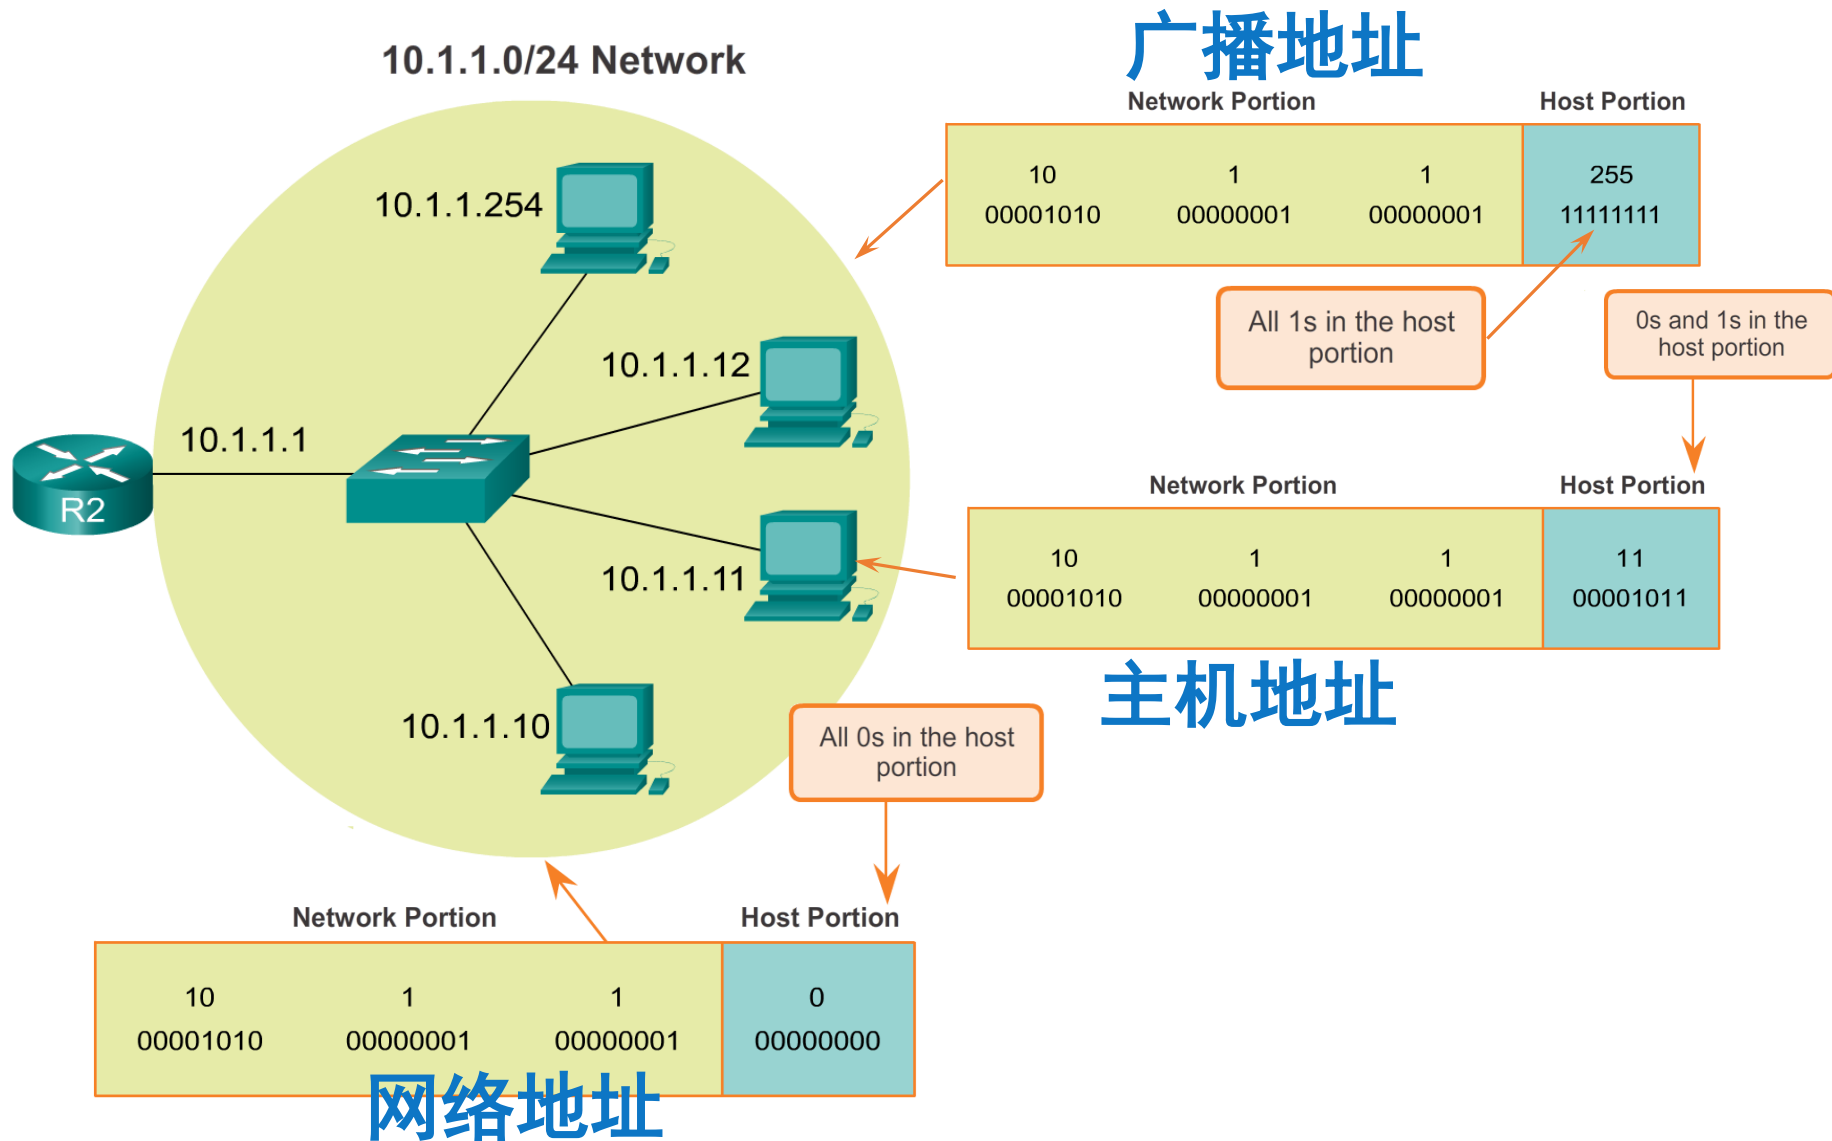 广播地址
10.1.1.0/24 Network
Network Portion Host Portion
10 1 1 255
00001010 00000001 00000001 11111111
10.1.1.254
All 1s in the host
portion
0s and 1s in the
host portion
10.1.1.12
10.1.1.1
R2
Network Portion Host Portion
10 1 1 11
00001010 00000001 00000001 00001011
10.1.1.11
主机地址
10.1.1.10
All 0s in the host
portion
Network Portion Host Portion
10 1 1 0
00001010 00000001 00000001 00000000
网络地址